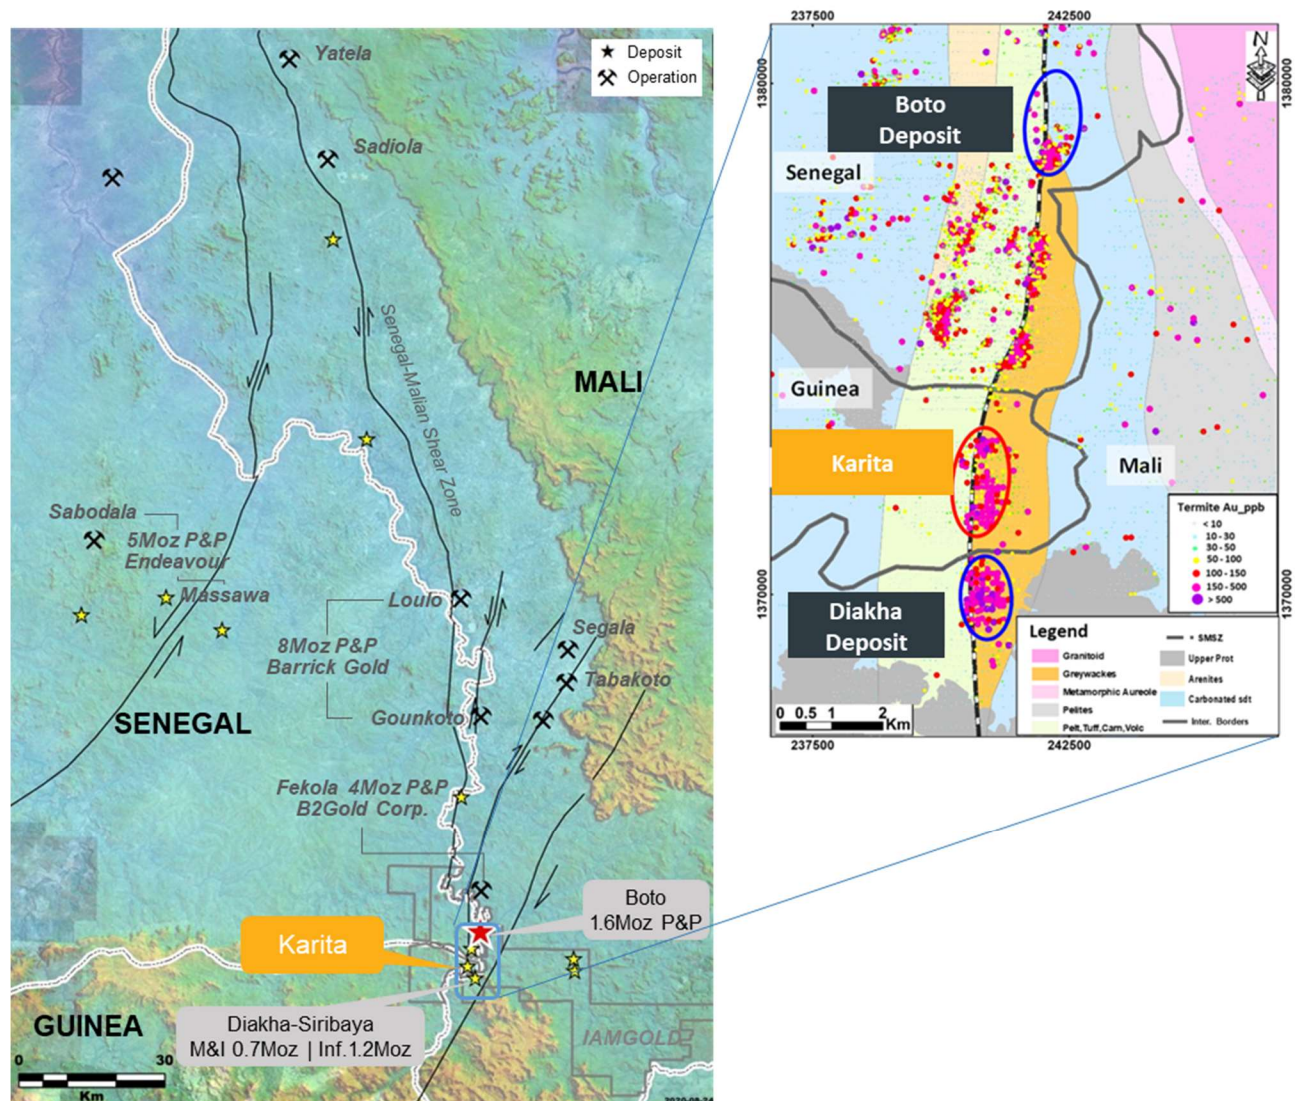 Deposit
Operation
Yatela
Sadiola
Senegal-Malian Shear Zone
MALI
Sabodala
5Moz P&P
Endeavour
Massawa
Loulo
8Moz P&P
Barrick Gold
Gounkoto
Segala
Tabakoto
SENEGAL
Fekola 4Moz P&P
B2Gold Corp.
Boto
1.6Moz P&P
Karita
Diakha-Siribaya
M&I 0.7Moz | Inf.1.2Moz
GUINEA
IAMGOLD
0 30
Km
237500 242500
N
1380000 1380000
Boto
Deposit
Senegal
Guinea
Karita
Mali
Termite Au_ppb
< 10
10 - 30
30 - 50
50 - 100
100 - 150
150 - 500
> 500
1370000 1370000
Diakha
Deposit
Legend
Granitoid
Greywackes
Metamorphic Aureole
Pelites
Pelt,Tuff,Carn,Volc
SMSZ
Upper Prot
Arenites
Carbonated sdt
Inter. Borders
0 0.5 1 2
Km
237500 242500